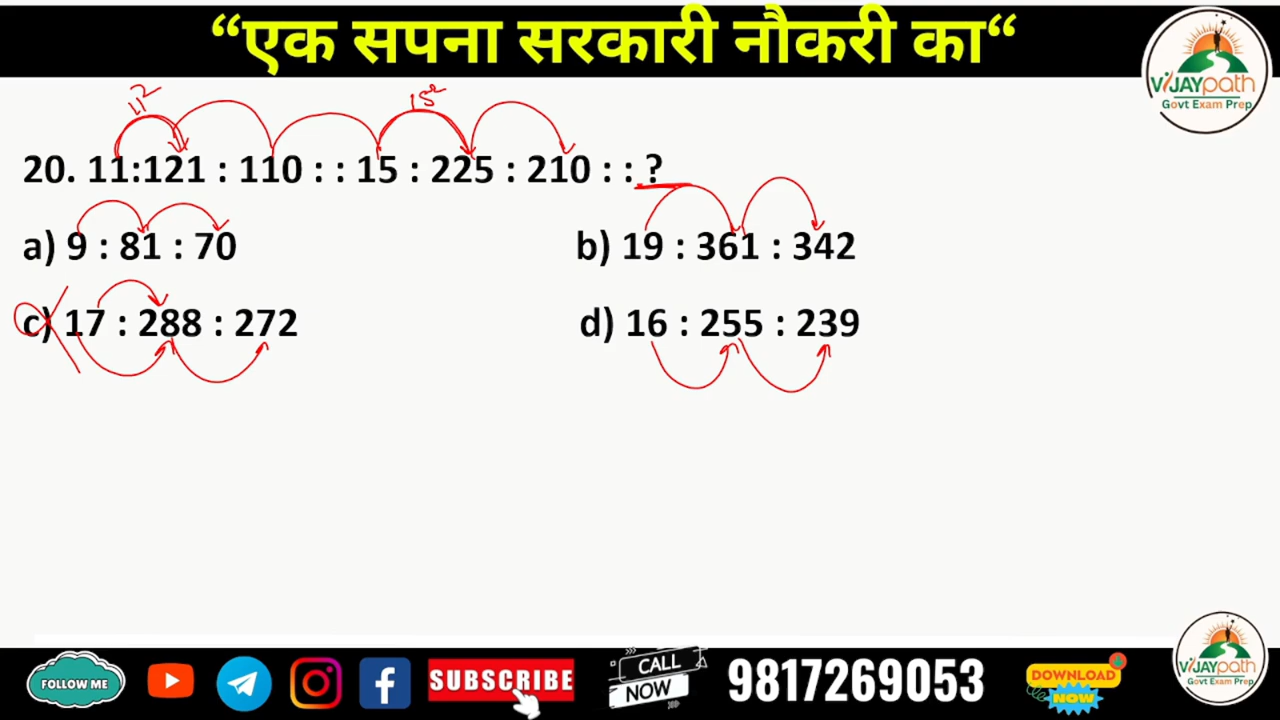 “एक सपना सरकारी नौकरी का“
VIJAYpath
Govt Exam Prep
11² 15²
20. 11:121 : 110 : : 15 : 225 : 210 : : ?
a) 9 : 81 : 70
b) 19 : 361 : 342
c) 17 : 288 : 272
d) 16 : 255 : 239
FOLLOW ME
SUBSCRIBE
CALL
NOW
9817269053
DOWNLOAD
NOW
VIJAYpath
Govt Exam Prep